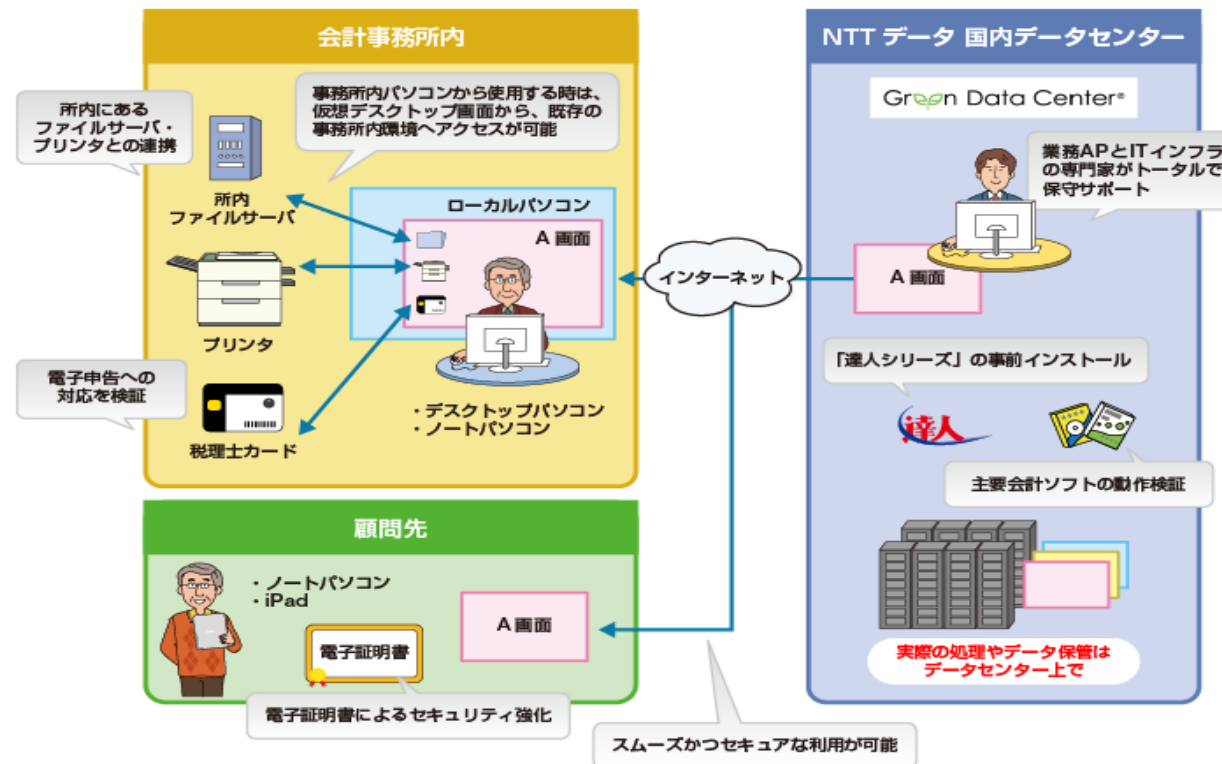 会計事務所内
所内にある
ファイルサーバ・
プリンタとの連携
事務所内パソコンから使用する時は、
仮想デスクトップ画面から、既存の
事務所内環境へアクセスが可能
所内
ファイルサーバ
ローカルパソコン
A 画面
プリンタ
電子申告への
対応を検証
税理士カード
・デスクトップパソコン
・ノートパソコン
インターネット
NTT データ 国内データセンター
Green Data Center®
業務APとITインフラ
の専門家がトータルで
保守サポート
A 画面
「達人シリーズ」の事前インストール
達人
主要会計ソフトの動作検証
実際の処理やデータ保管は
データセンター上で
顧問先
・ノートパソコン
・iPad
電子証明書
A 画面
電子証明書によるセキュリティ強化
スムーズかつセキュアな利用が可能